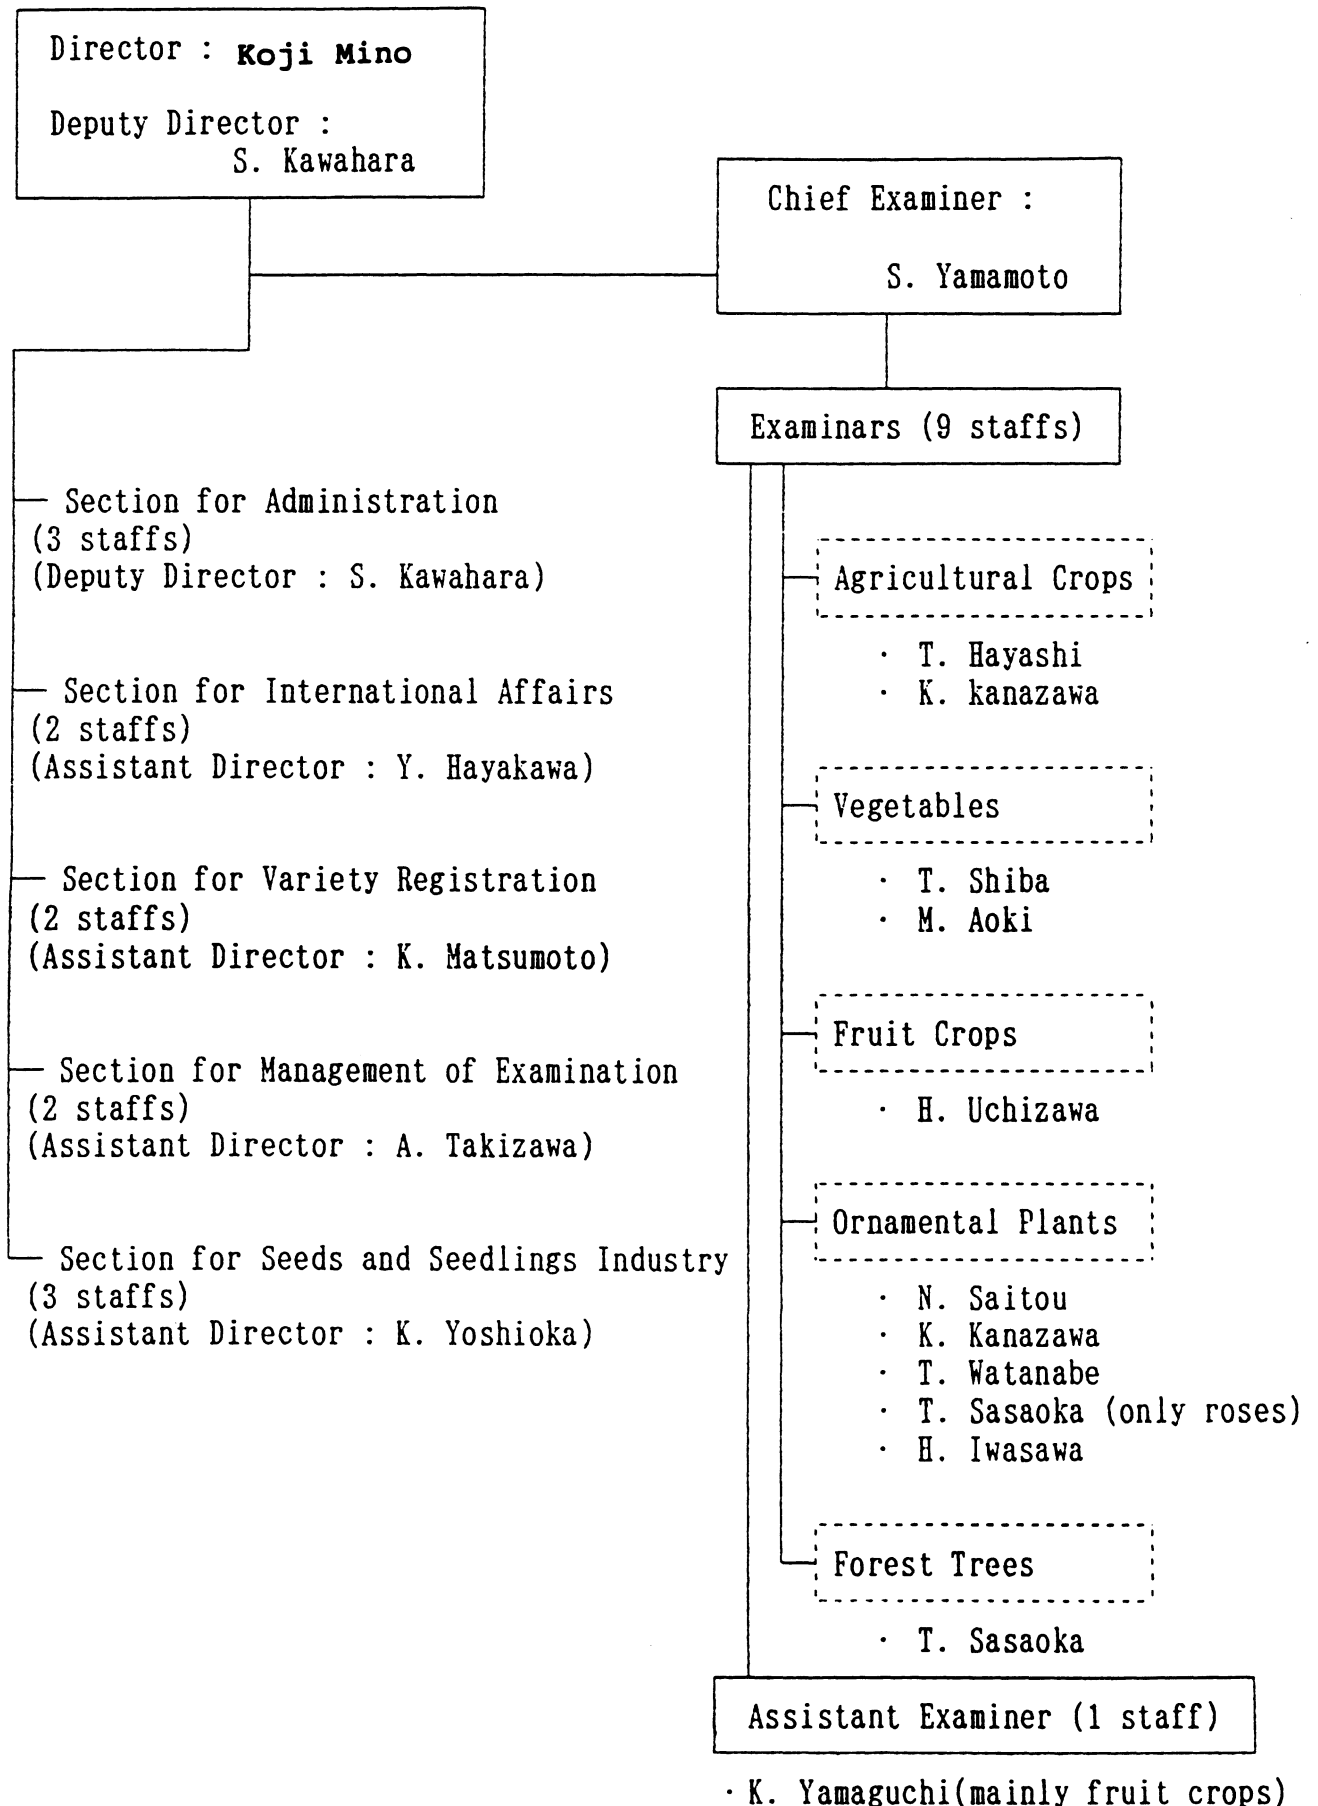 Director : Koji Mino
Deputy Director :
S. Kawahara
Chief Examiner :
S. Yamamoto
Examinars (9 staffs)
Section for Administration
(3 staffs)
(Deputy Director : S. Kawahara)
Section for International Affairs
(2 staffs)
(Assistant Director : Y. Hayakawa)
Section for Variety Registration
(2 staffs)
(Assistant Director : K. Matsumoto)
Section for Management of Examination
(2 staffs)
(Assistant Director : A. Takizawa)
Section for Seeds and Seedlings Industry
(3 staffs)
(Assistant Director : K. Yoshioka)
Agricultural Crops
· T. Hayashi
· K. kanazawa
Vegetables
· T. Shiba
· M. Aoki
Fruit Crops
· H. Uchizawa
Ornamental Plants
· N. Saitou
· K. Kanazawa
· T. Watanabe
· T. Sasaoka (only roses)
· H. Iwasawa
Forest Trees
· T. Sasaoka
Assistant Examiner (1 staff)
· K. Yamaguchi(mainly fruit crops)